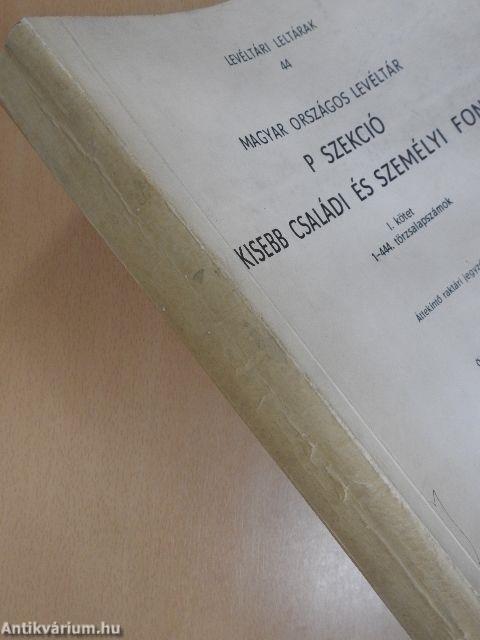 LEVÉLTÁRI LELTÁRAK
44
MAGYAR ORSZÁGOS LEVÉLTÁR
P SZEKCIÓ
KISEBB CSALÁDI ÉS SZEMÉLYI FON
I. kötet
1-444. törzsalapszámok
Áttekintő raktári jegyz
Antikvárium.hu